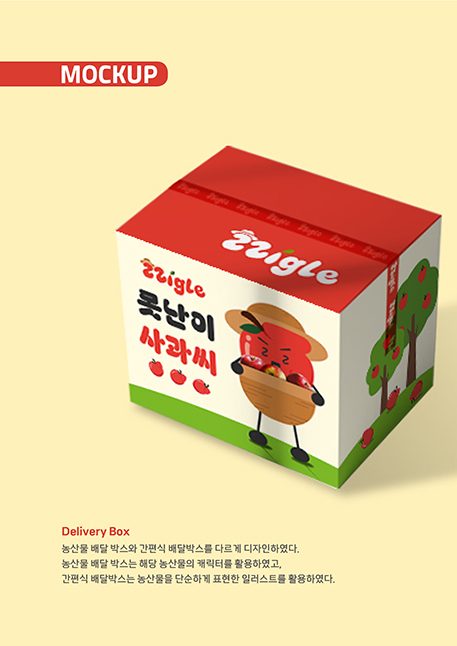 MOCKUP
zzigle
zzigle
못난이
사과씨
Delivery Box
농산물 배달 박스와 간편식 배달박스를 다르게 디자인하였다.
농산물 배달 박스는 해당 농산물의 캐릭터를 활용하였고,
간편식 배달박스는 농산물을 단순하게 표현한 일러스트를 활용하였다.